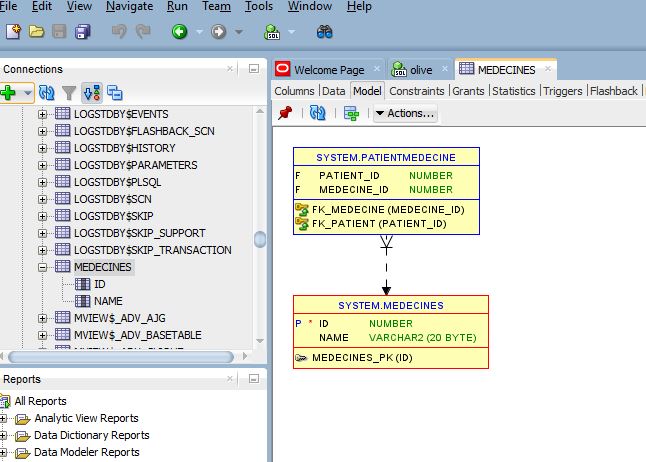 File Edit View Navigate Run Team Tools Window Help
SQL
Connections
LOGSTDBY$EVENTS
LOGSTDBY$FLASHBACK_SCN
LOGSTDBY$HISTORY
LOGSTDBY$PARAMETERS
LOGSTDBY$PLSQL
LOGSTDBY$SCN
LOGSTDBY$SKIP
LOGSTDBY$SKIP_SUPPORT
LOGSTDBY$SKIP_TRANSACTION
MEDECINES
ID
NAME
MVIEW$_ADV_AJG
MVIEW$_ADV_BASETABLE
Reports
All Reports
Analytic View Reports
Data Dictionary Reports
Data Modeler Reports
Welcome Page olive MEDECINES
Columns Data Model Constraints Grants Statistics Triggers Flashback
Actions...
SYSTEM.PATIENTMEDECINE
F PATIENT_ID NUMBER
F MEDECINE_ID NUMBER
FK_MEDECINE (MEDECINE_ID)
FK_PATIENT (PATIENT_ID)
SYSTEM.MEDECINES
P * ID NUMBER
NAME VARCHAR2 (20 BYTE)
MEDECINES_PK (ID)